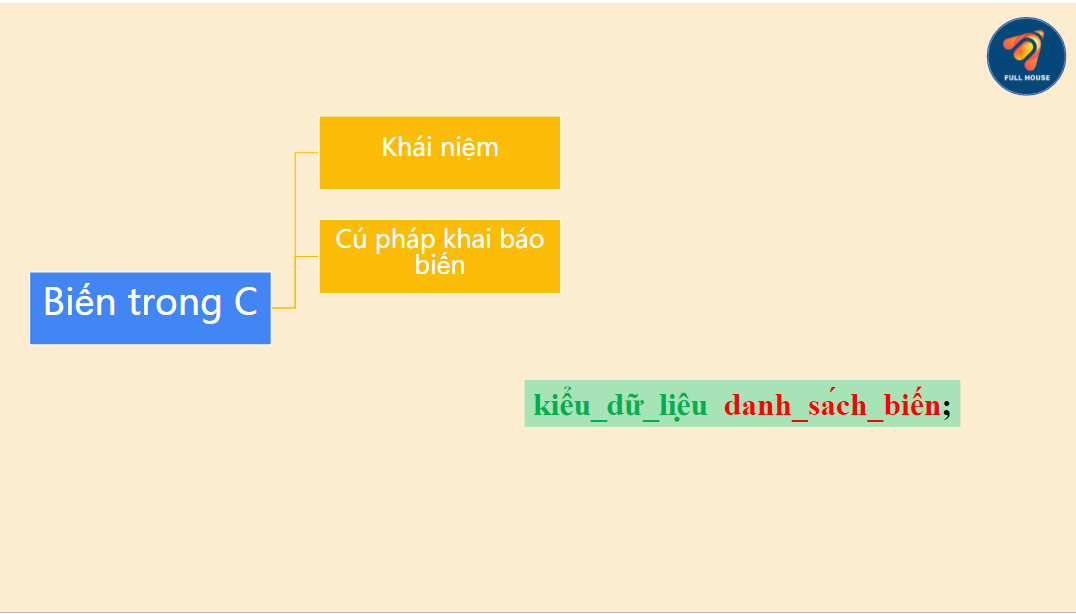 FULL HOUSE
Khái niệm
Cú pháp khai báo
biến
Biến trong C
kiểu_dữ_liệu danh_sách_biến;